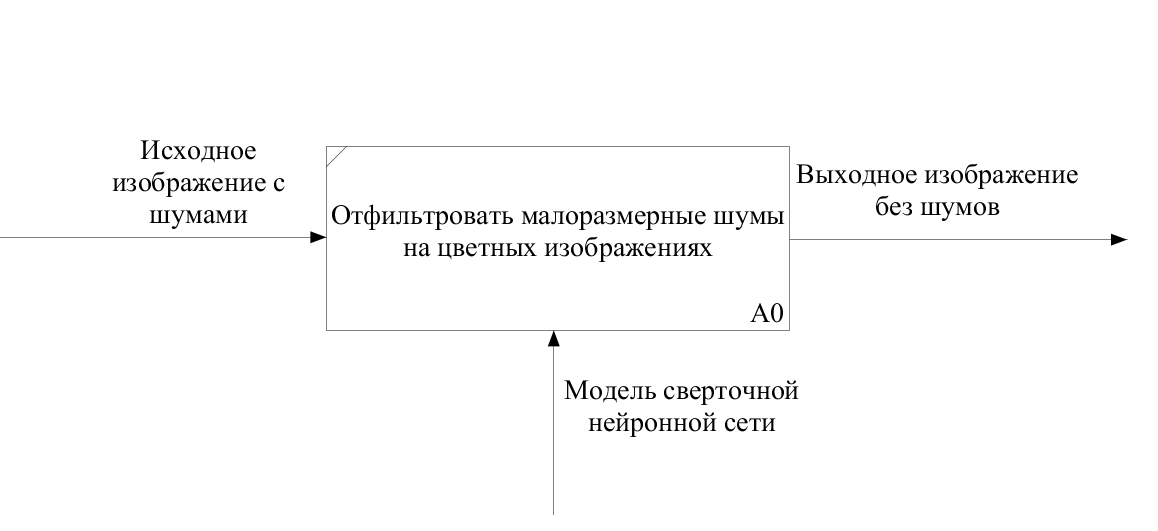 Исходное
изображение с
шумами
Отфильтровать малоразмерные шумы
на цветных изображениях
A0
Выходное изображение
без шумов
Модель сверточной
нейронной сети